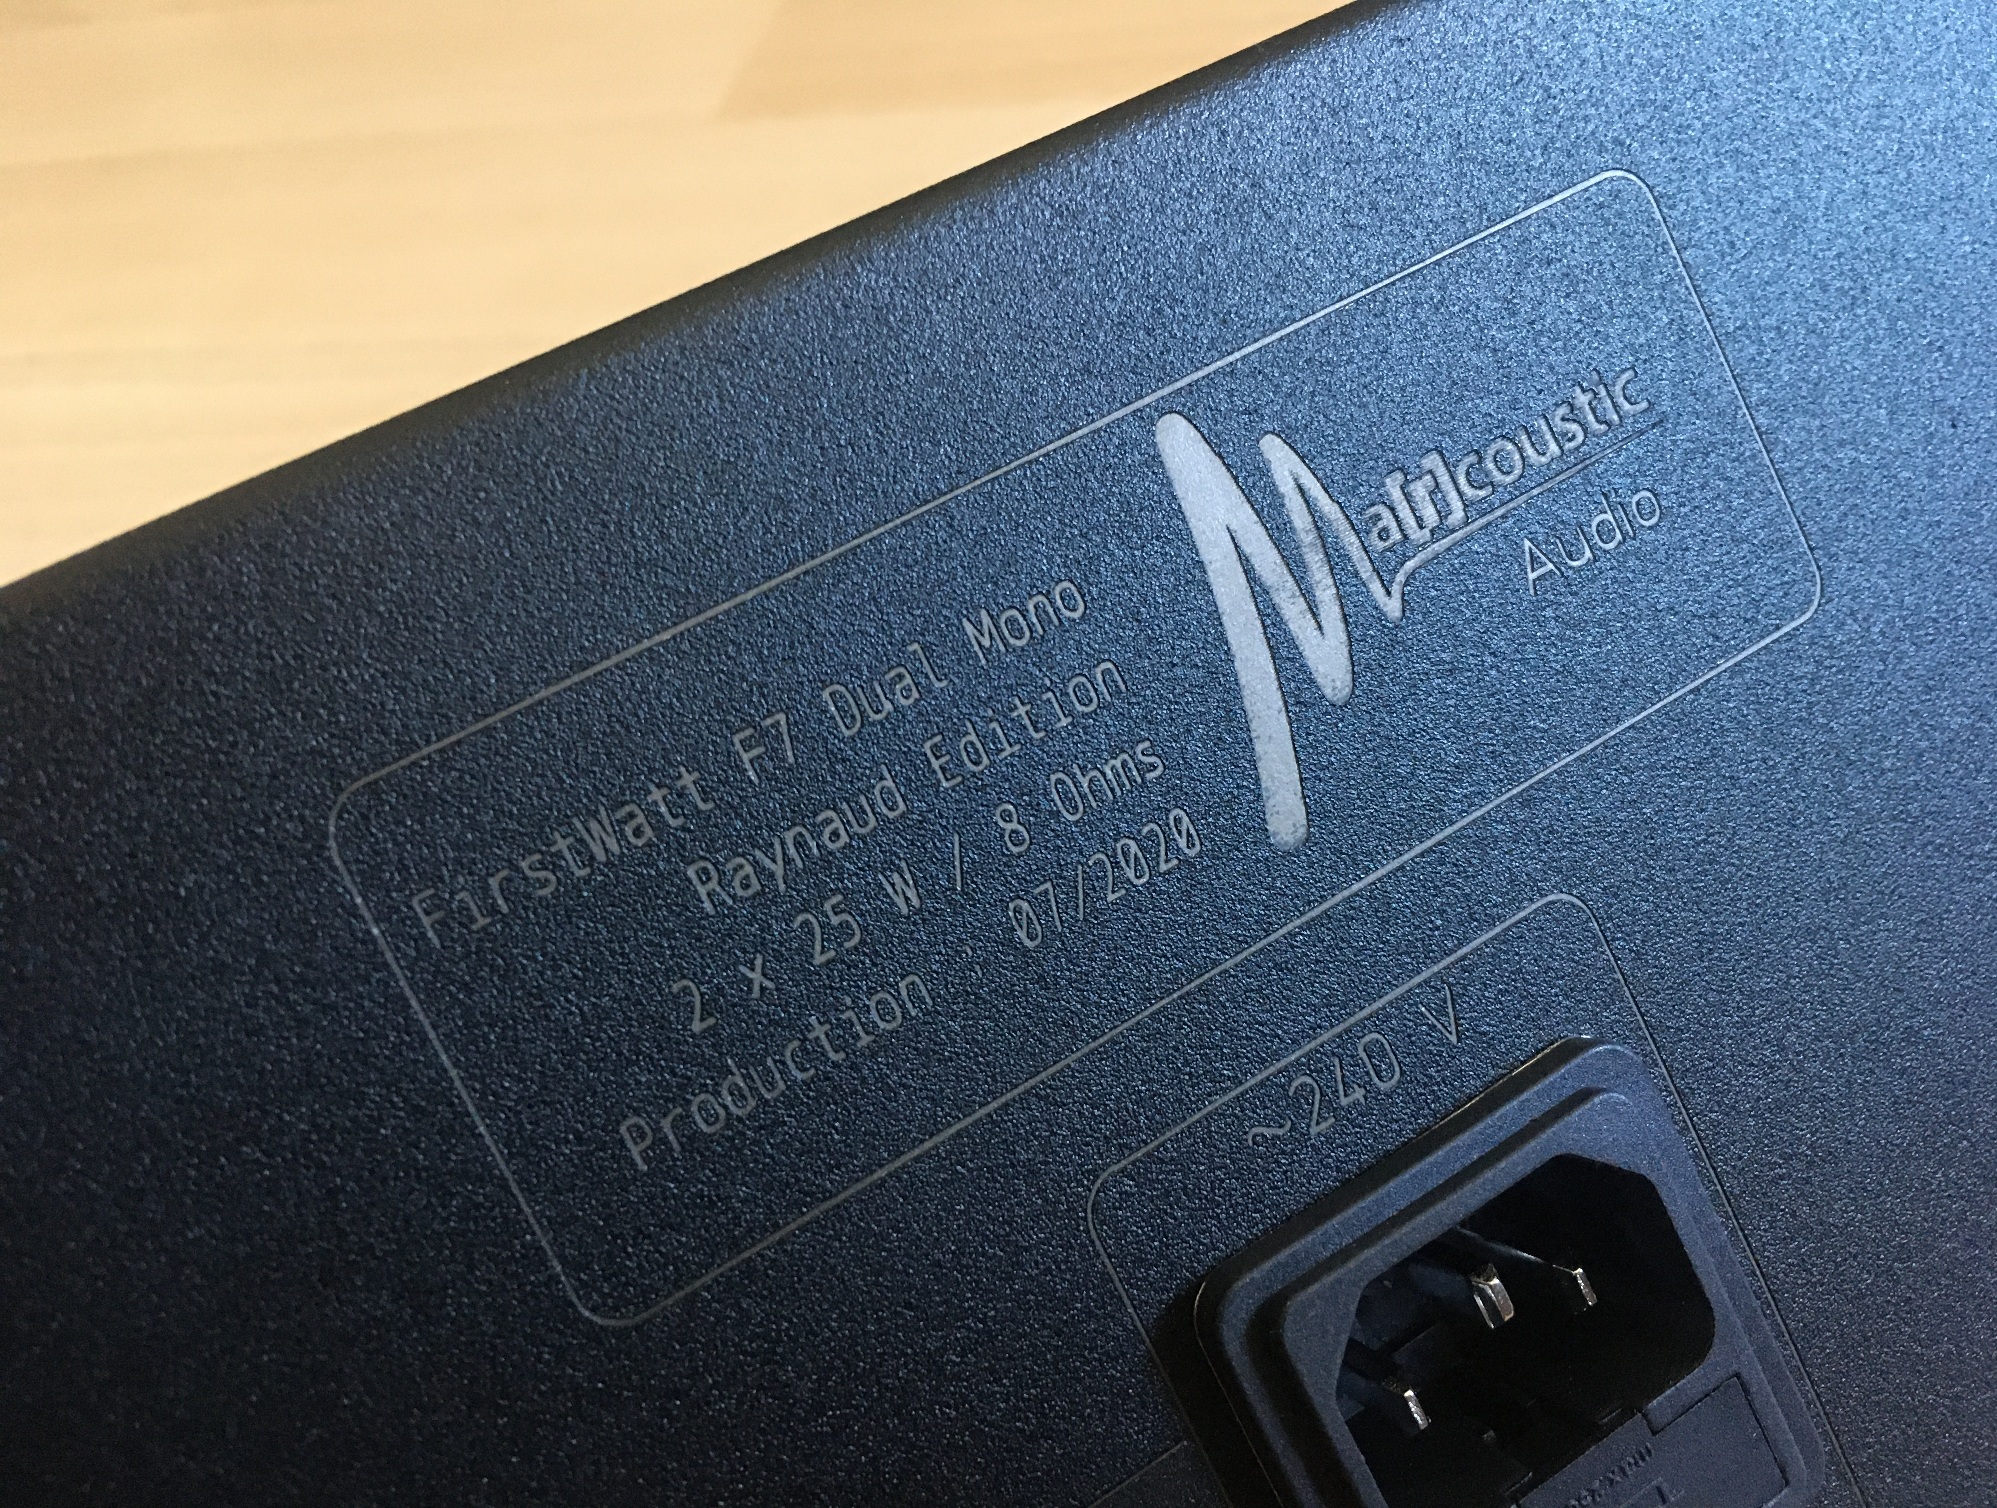 FirstWatt F7 Dual Mono
Raynaud Edition
2 x 25 W / 8 Ohms
Production : 07/2020
Ma[r]coustic
Audio
~240 V